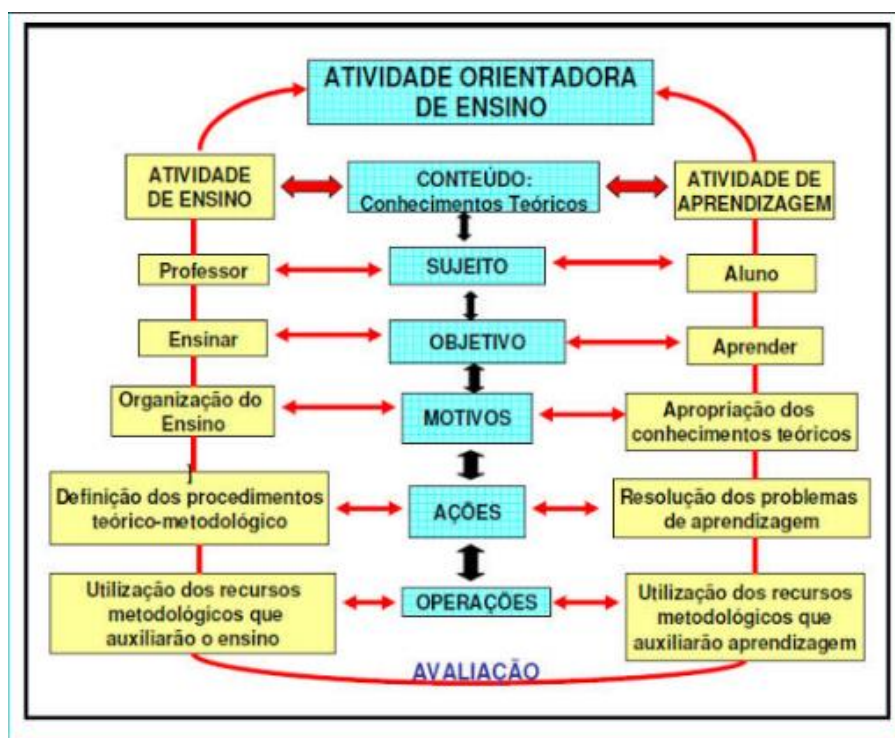 ATIVIDADE ORIENTADORA
DE ENSINO
ATIVIDADE
DE ENSINO
CONTEÚDO:
Conhecimentos Teóricos
ATIVIDADE DE
APRENDIZAGEM
Professor
SUJEITO
Aluno
Ensinar
OBJETIVO
Aprender
Organização do
Ensino
MOTIVOS
Apropriação dos
conhecimentos teóricos
Definição dos procedimentos
teórico-metodológico
AÇÕES
Resolução dos problemas
de aprendizagem
Utilização dos recursos
metodológicos que
auxiliarão o ensino
OPERAÇÕES
Utilização dos recursos
metodológicos que
auxiliarão aprendizagem
AVALIAÇÃO